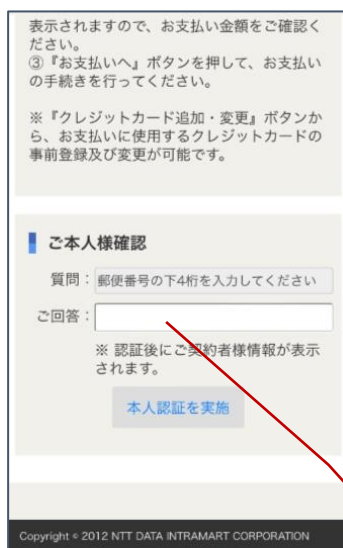 表示されますので、お支払い金額をご確認く
ださい。
③『お支払いへ』ボタンを押して、お支払い
の手続きを行ってください。
※『クレジットカード追加・変更』ボタンか
ら、お支払いに使用するクレジットカードの
事前登録及び変更が可能です。
ご本人様確認
質問：郵便番号の下4桁を入力してください
ご回答：
※ 認証後にご契約者様情報が表示
されます。
本人認証を実施
Copyright © 2012 NTT DATA INTRAMART CORPORATION